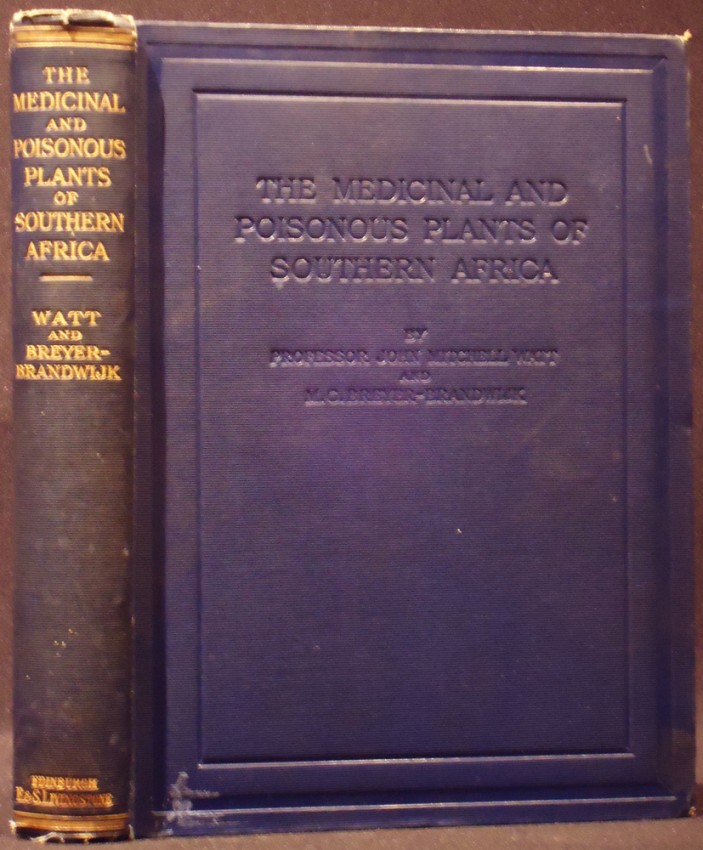 THE
MEDICINAL
AND
POISONOUS
PLANTS
OF
SOUTHERN
AFRICA
WATT
AND
BREYER-
BRANDWIJK
EDINBURGH
E & S. LIVINGSTONE
THE MEDICINAL AND
POISONOUS PLANTS OF
SOUTHERN AFRICA
BY
PROFESSOR JOHN MITCHELL WATT
AND
M.G. BREYER-BRANDWIJK